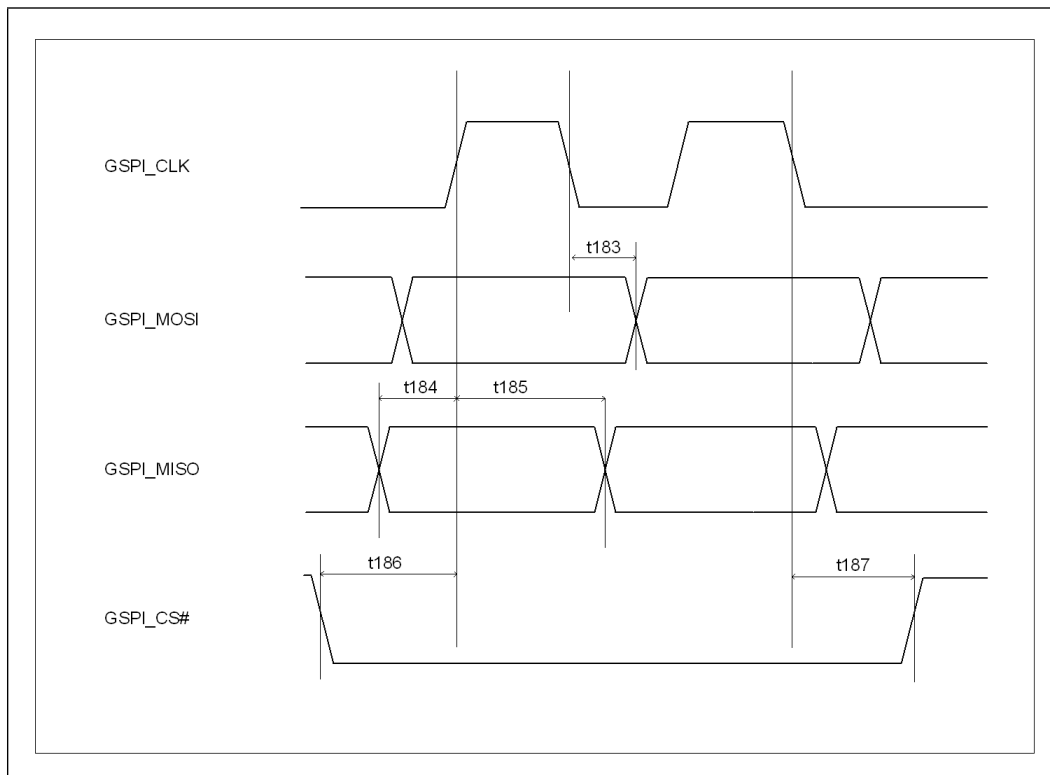 GSPI_CLK
t183
GSPI_MOSI
t184 t185
GSPI_MISO
t186 t187
GSPI_CS#